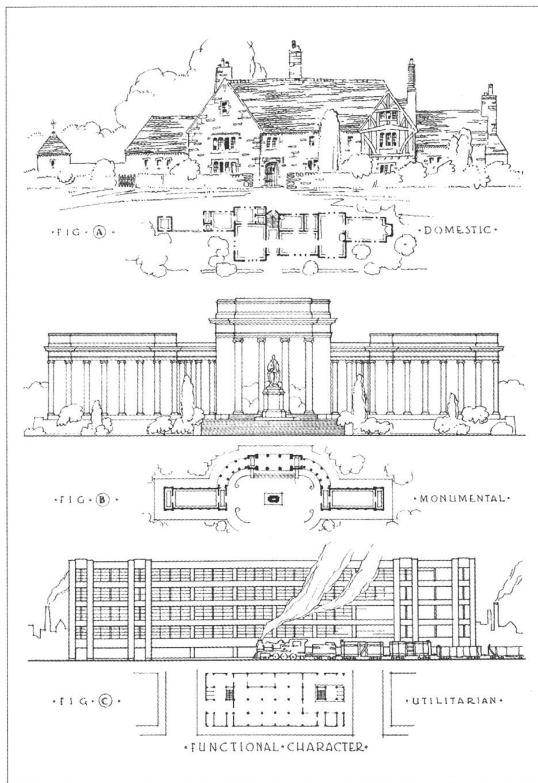 ·FIG·Ⓐ· ·DOMESTIC·
·FIG·Ⓑ· ·MONUMENTAL·
·FIG·Ⓒ· ·UTILITARIAN·
·FUNCTIONAL·CHARACTER·